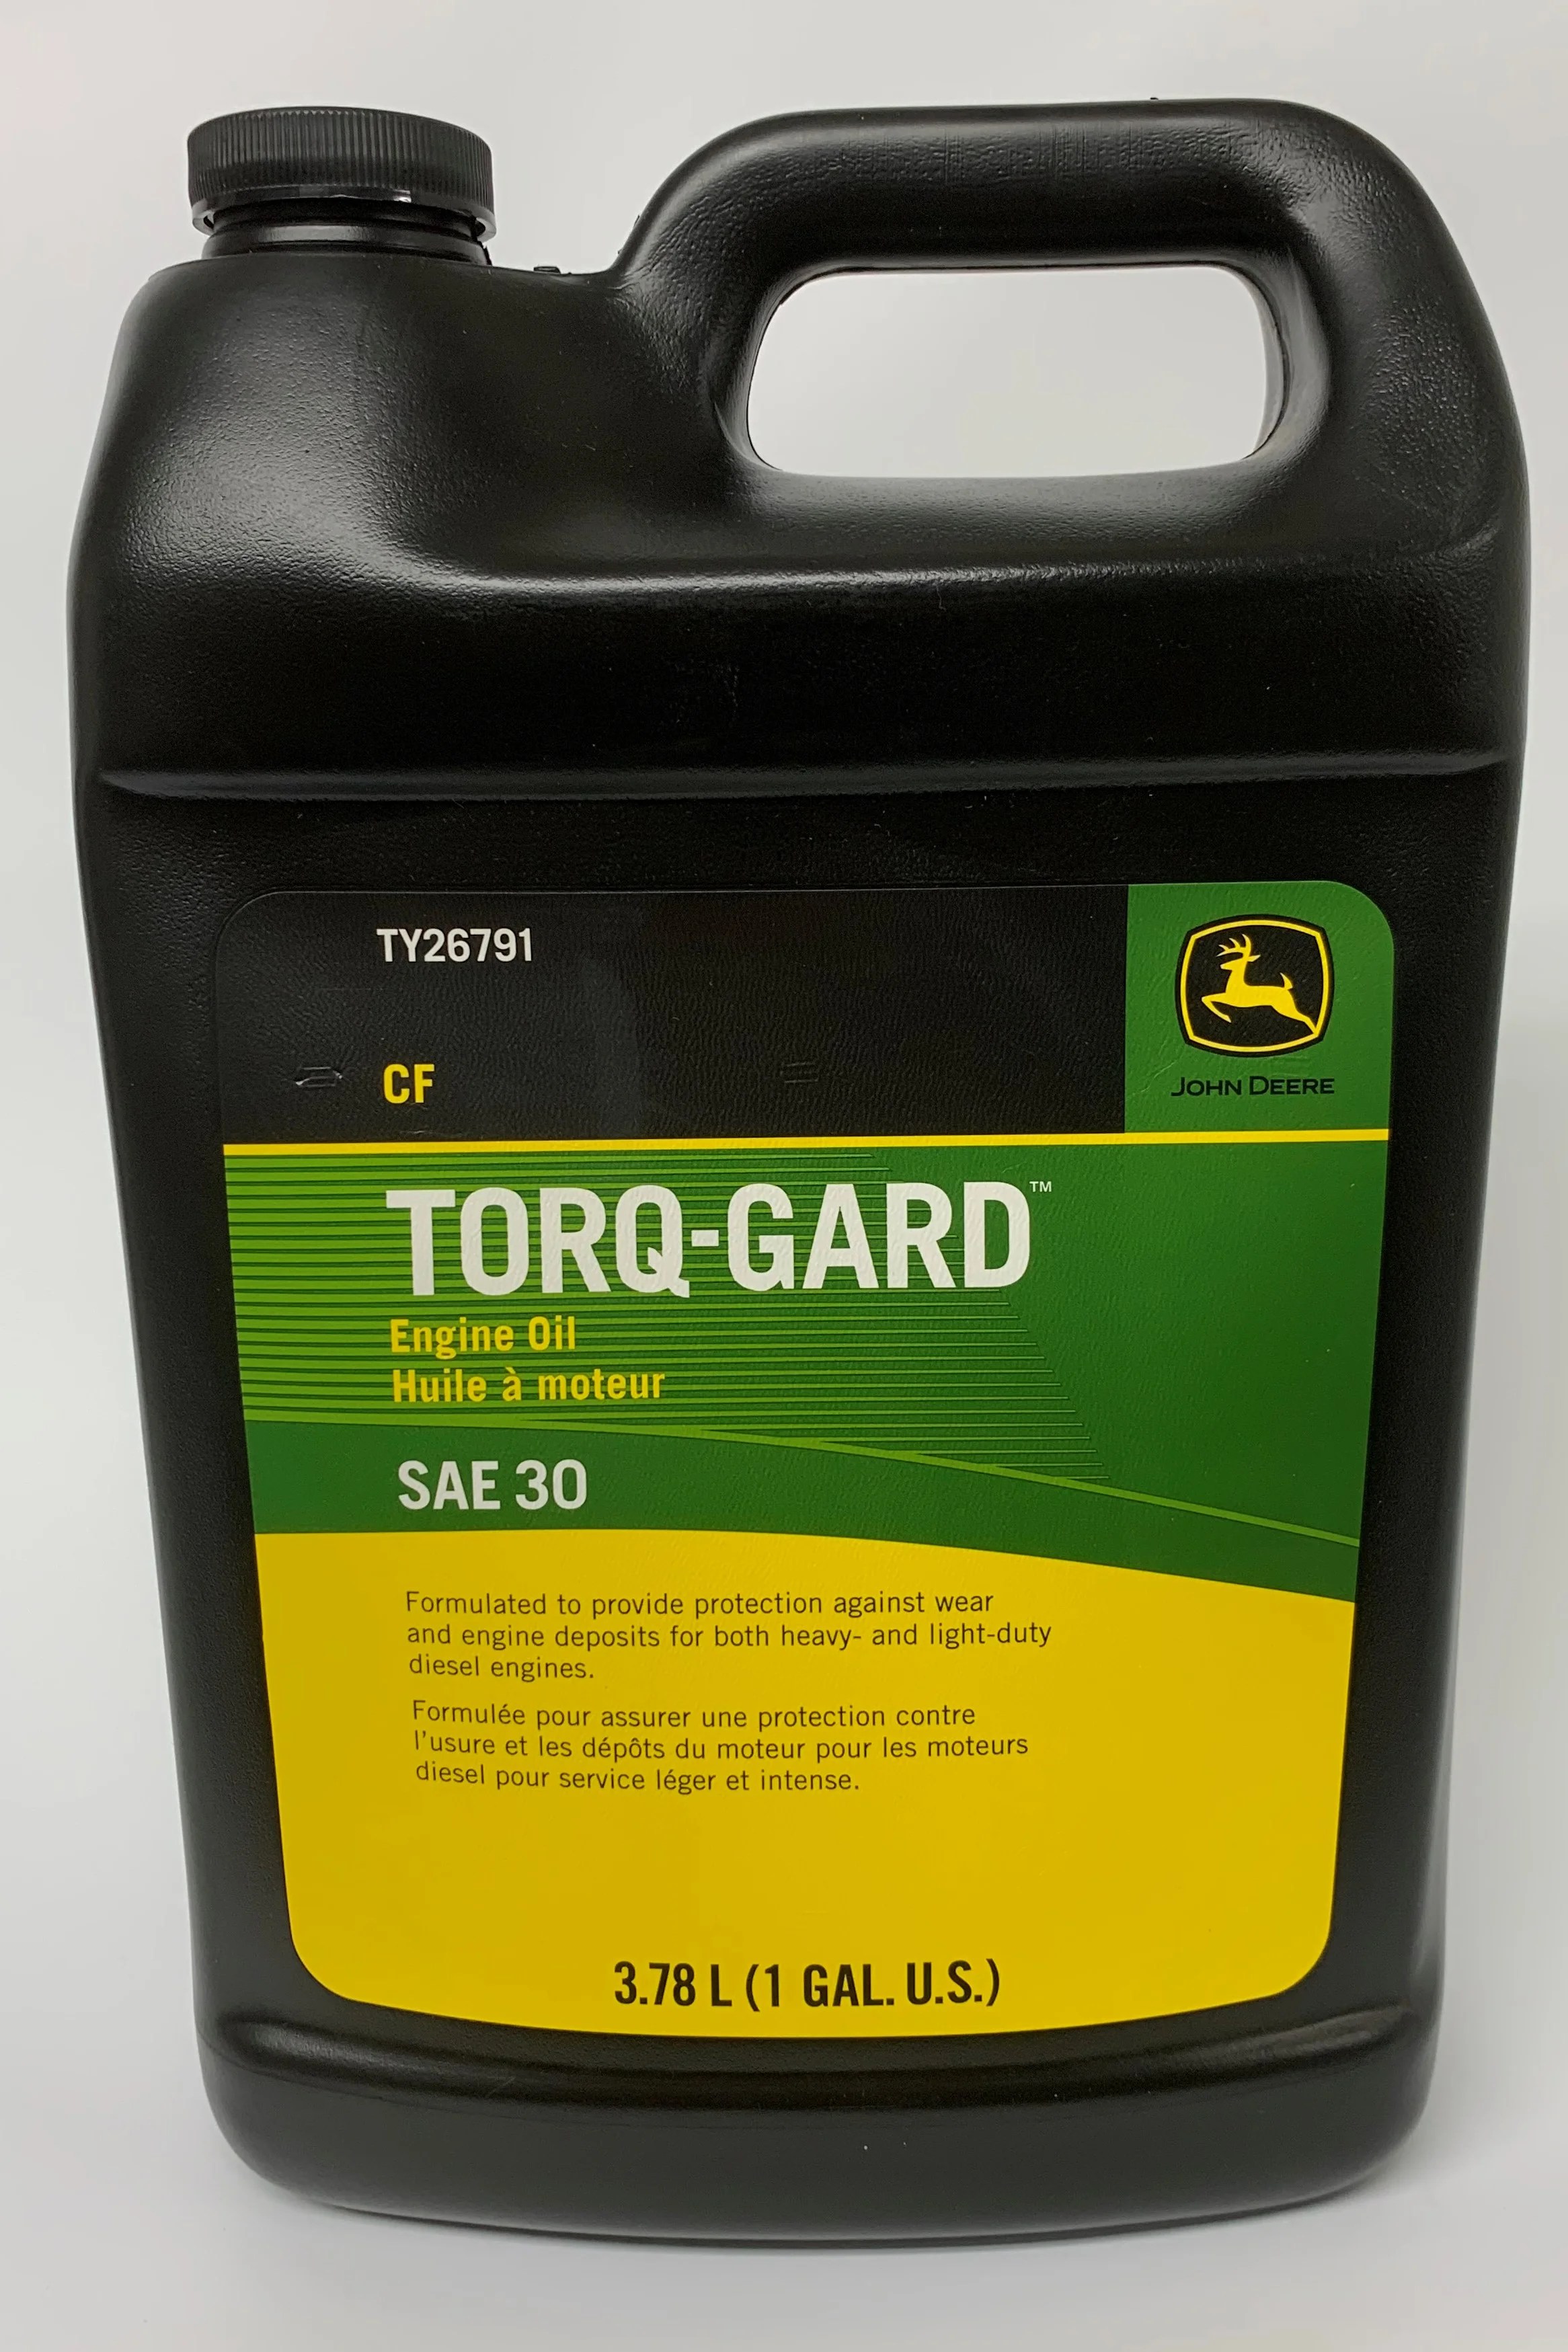 TY26791
CF
JOHN DEERE
TORQ-GARD™
Engine Oil
Huile à moteur
SAE 30
Formulated to provide protection against wear
and engine deposits for both heavy- and light-duty
diesel engines.
Formulée pour assurer une protection contre
l'usure et les dépôts du moteur pour les moteurs
diesel pour service léger et intense.
3.78 L (1 GAL. U.S.)